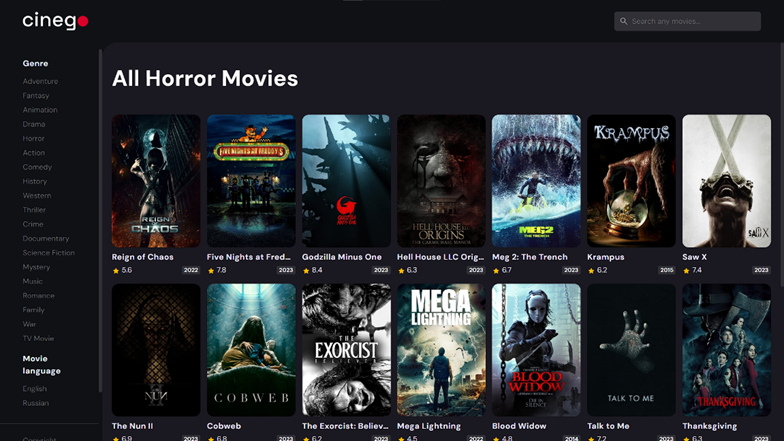 cinego
Search any movies...
Genre
Adventure
Fantasy
Animation
Drama
Horror
Action
Comedy
History
Western
Thriller
Crime
Documentary
Science Fiction
Mystery
Music
Romance
Family
War
TV Movie
Movie
language
English
Russian
Copyright
All Horror Movies
REIGN
CHAOS
FIVE NIGHTS AT FREDDY'S
GODZILLA
MINUS ONE
HELL HOUSE LLC
ORIGINS
THE CARMICHAEL MANOR
MEG2
THE TRENCH
KRAMPUS
SAW X
Reign of Chaos
5.6
2022
Five Nights at Fred...
7.8
2023
Godzilla Minus One
8.4
2023
Hell House LLC Orig...
6.3
2023
Meg 2: The Trench
6.7
2023
Krampus
6.2
2015
Saw X
7.4
2023
NUN
II
COBWEB
THE
EXORCIST
BELIEVER
MEGA
LIGHTNING
BLOOD
WIDOW
TALK TO ME
THANKSGIVING
The Nun II
6.9
2023
Cobweb
6.8
2023
The Exorcist: Believ...
6.2
2023
Mega Lightning
4.5
2022
Blood Widow
4.8
2014
Talk to Me
7.2
2023
Thanksgiving
6.3
2023